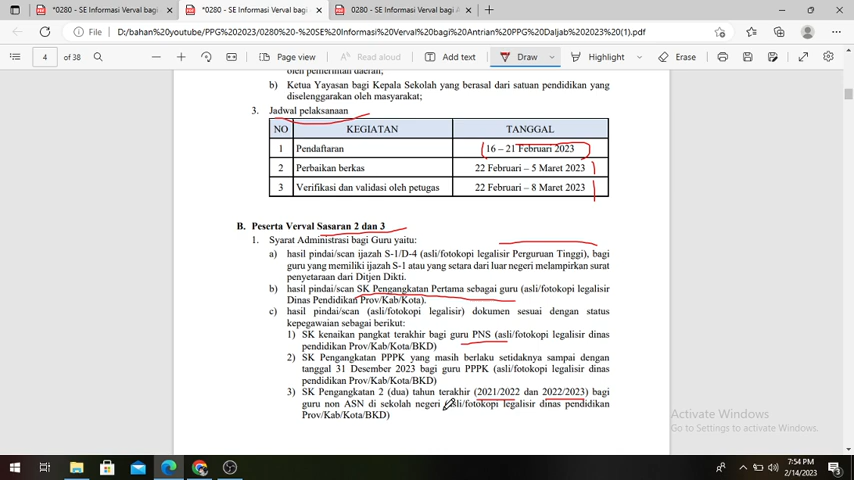 *0280 - SE Informasi Verval bagi
*0280 - SE Informasi Verval bagi
0280 - SE Informasi Verval bagi A
File
D:/bahan%20youtube/PPG%202023/0280%20-%20SE%20Informasi%20Verval%20bagi%20Antrian%20PPG%20Daljab%202023%20(1).pdf
4 of 38
Page view
Read aloud
Add text
Draw
Highlight
Erase
oleh pemerintah daerah;
b) Ketua Yayasan bagi Kepala Sekolah yang berasal dari satuan pendidikan yang
diselenggarakan oleh masyarakat;
3. Jadwal pelaksanaan
NO KEGIATAN TANGGAL
1 Pendaftaran 16 – 21 Februari 2023
2 Perbaikan berkas 22 Februari – 5 Maret 2023
3 Verifikasi dan validasi oleh petugas 22 Februari – 8 Maret 2023
B. Peserta Verval Sasaran 2 dan 3
1. Syarat Administrasi bagi Guru yaitu:
a) hasil pindai/scan ijazah S-1/D-4 (asli/fotokopi legalisir Perguruan Tinggi), bagi
guru yang memiliki ijazah S-1 atau yang setara dari luar negeri melampirkan surat
penyetaraan dari Ditjen Dikti.
b) hasil pindai/scan SK Pengangkatan Pertama sebagai guru (asli/fotokopi legalisir
Dinas Pendidikan Prov/Kab/Kota).
c) hasil pindai/scan (asli/fotokopi legalisir) dokumen sesuai dengan status
kepegawaian sebagai berikut:
1) SK kenaikan pangkat terakhir bagi guru PNS (asli/fotokopi legalisir dinas
pendidikan Prov/Kab/Kota/BKD)
2) SK Pengangkatan PPPK yang masih berlaku setidaknya sampai dengan
tanggal 31 Desember 2023 bagi guru PPPK (asli/fotokopi legalisir dinas
pendidikan Prov/Kab/Kota/BKD)
3) SK Pengangkatan 2 (dua) tahun terakhir (2021/2022 dan 2022/2023) bagi
guru non ASN di sekolah negeri (asli/fotokopi legalisir dinas pendidikan
Prov/Kab/Kota/BKD)
Activate Windows
Go to Settings to activate Windows.
7:54 PM
2/14/2023